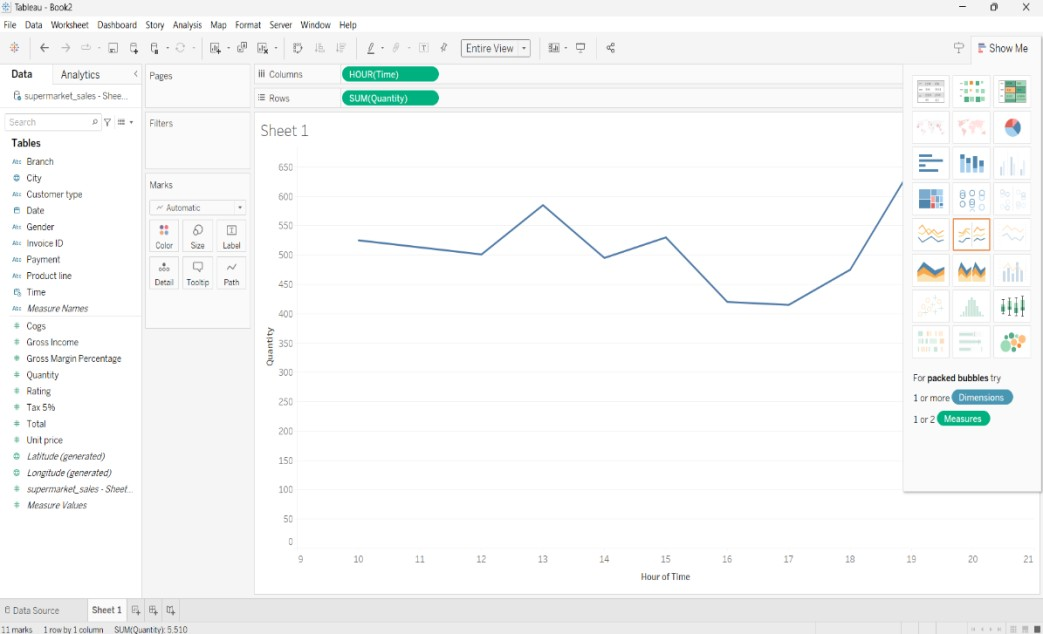 Tableau - Book2
File Data Worksheet Dashboard Story Analysis Map Format Server Window Help
Entire View
Show Me
Data Analytics
supermarket_sales - Shee...
Search
Tables
Abc Branch
City
Abc Customer type
Date
Abc Gender
Abc Invoice ID
Abc Payment
Abc Product line
Time
Abc Measure Names
Cogs
Gross Income
Gross Margin Percentage
Quantity
Rating
Tax 5%
Total
Unit price
Latitude (generated)
Longitude (generated)
supermarket_sales - Sheet...
Measure Values
Pages
Filters
Marks
Automatic
Color Size Label
Detail Tooltip Path
Columns HOUR(Time)
Rows SUM(Quantity)
Sheet 1
650
600
550
500
450
400
350
300
250
200
150
100
50
0
Quantity
9 10 11 12 13 14 15 16 17 18 19 20 21
Hour of Time
For packed bubbles try
1 or more Dimensions
1 or 2 Measures
Data Source Sheet 1
11 marks 1 row by 1 column SUM(Quantity): 5,510